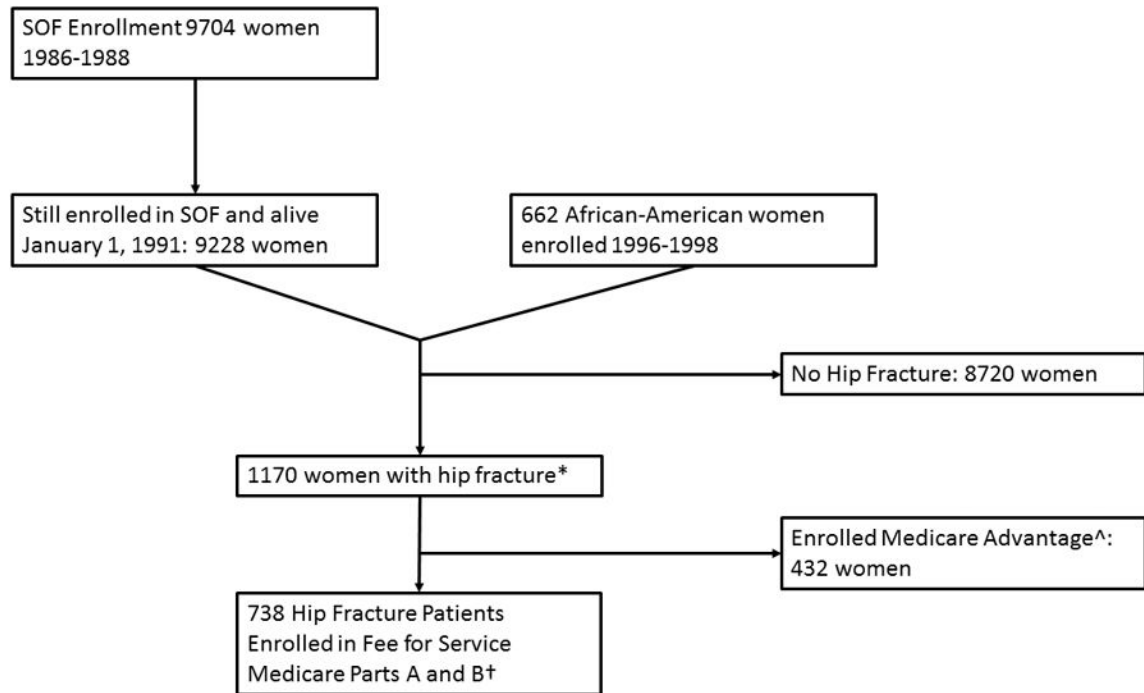 SOF Enrollment 9704 women
1986-1988
Still enrolled in SOF and alive
January 1, 1991: 9228 women
662 African-American women
enrolled 1996-1998
No Hip Fracture: 8720 women
1170 women with hip fracture*
Enrolled Medicare Advantage^:
432 women
738 Hip Fracture Patients
Enrolled in Fee for Service
Medicare Parts A and B†